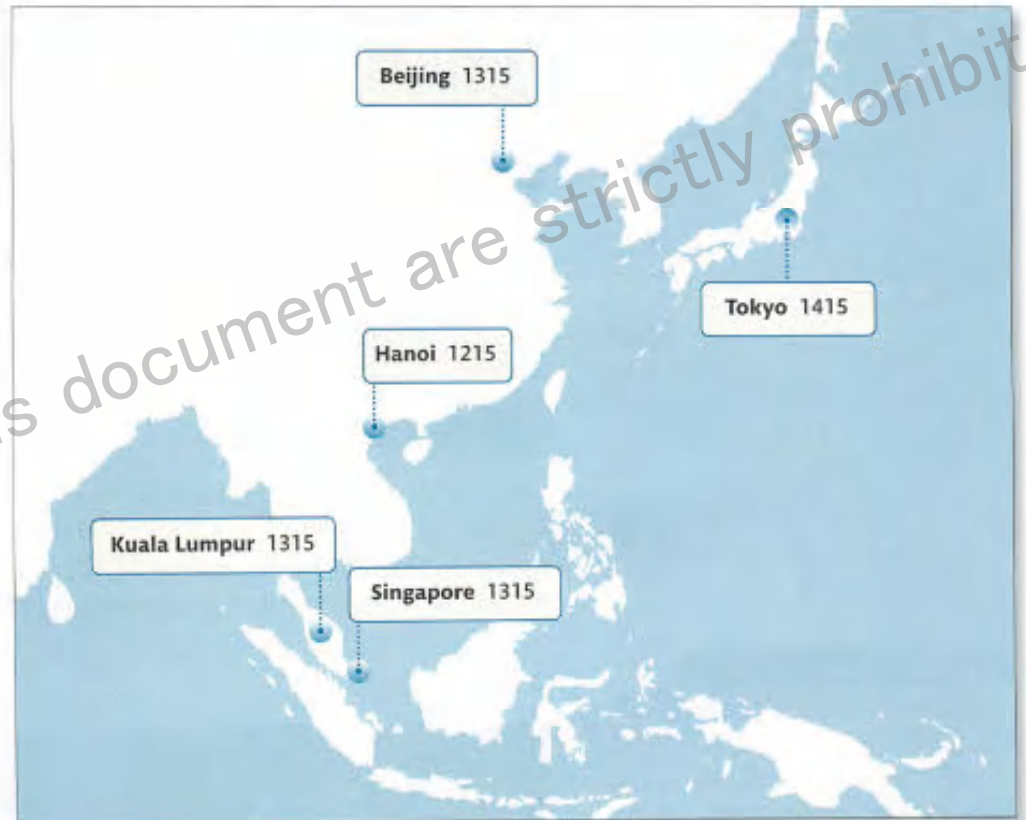 Beijing 1315
s document are strictly prohibit
Tokyo 1415
Hanoi 1215
Kuala Lumpur 1315
Singapore 1315